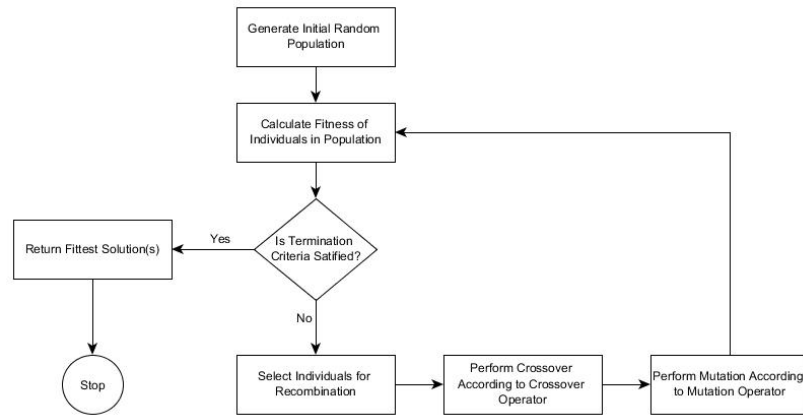 Generate Initial Random
Population
Calculate Fitness of
Individuals in Population
Is Termination
Criteria Satified?
Yes
Return Fittest Solution(s)
Stop
No
Select Individuals for
Recombination
Perform Crossover
According to Crossover
Operator
Perform Mutation According
to Mutation Operator